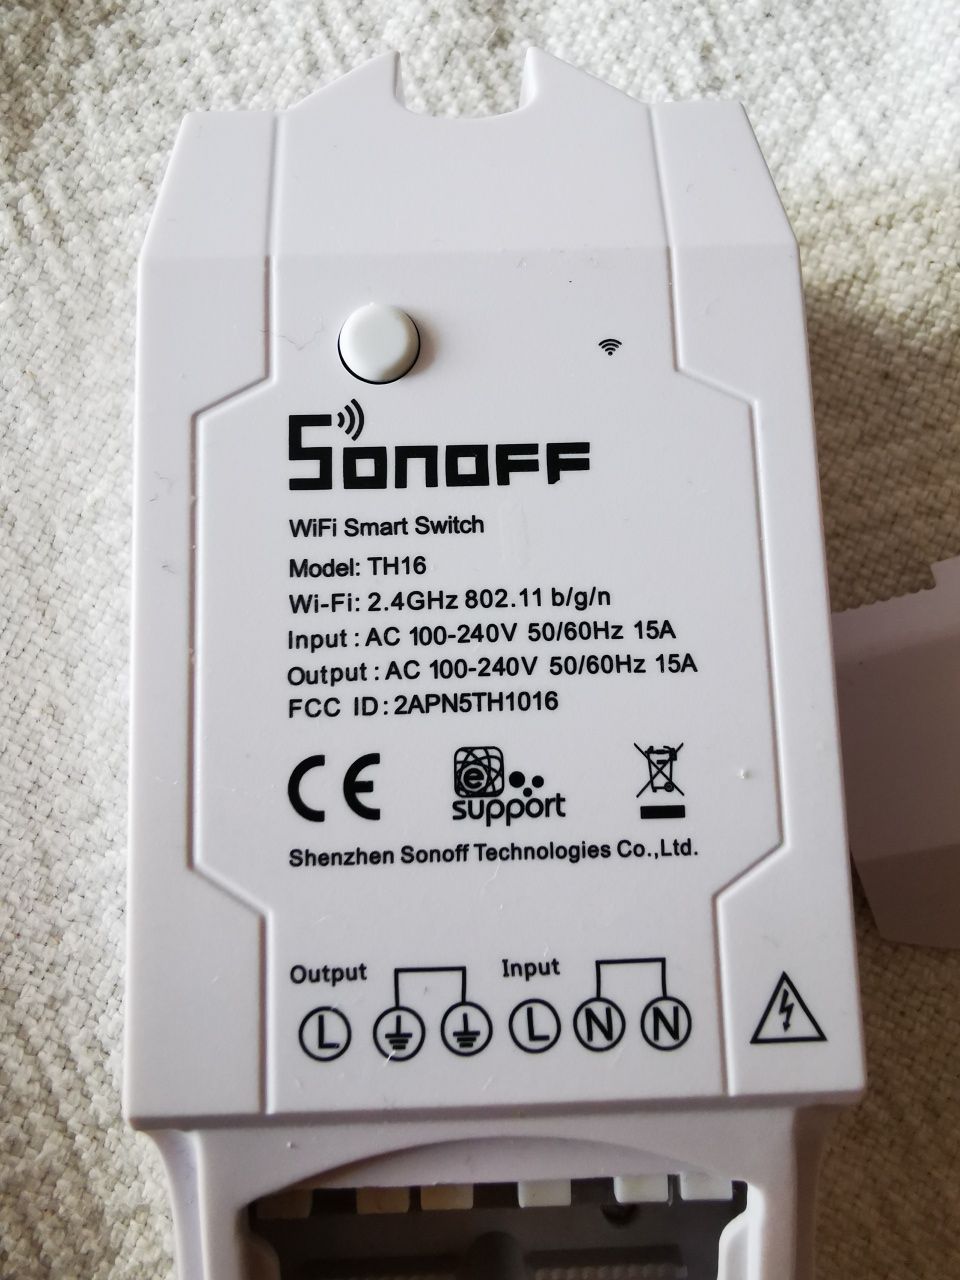 SONOFF
WiFi Smart Switch
Model: TH16
Wi-Fi: 2.4GHz 802.11 b/g/n
Input : AC 100-240V 50/60Hz 15A
Output : AC 100-240V 50/60Hz 15A
FCC ID : 2APN5TH1016
CE e support
Shenzhen Sonoff Technologies Co.,Ltd.
Output Input
L L N N